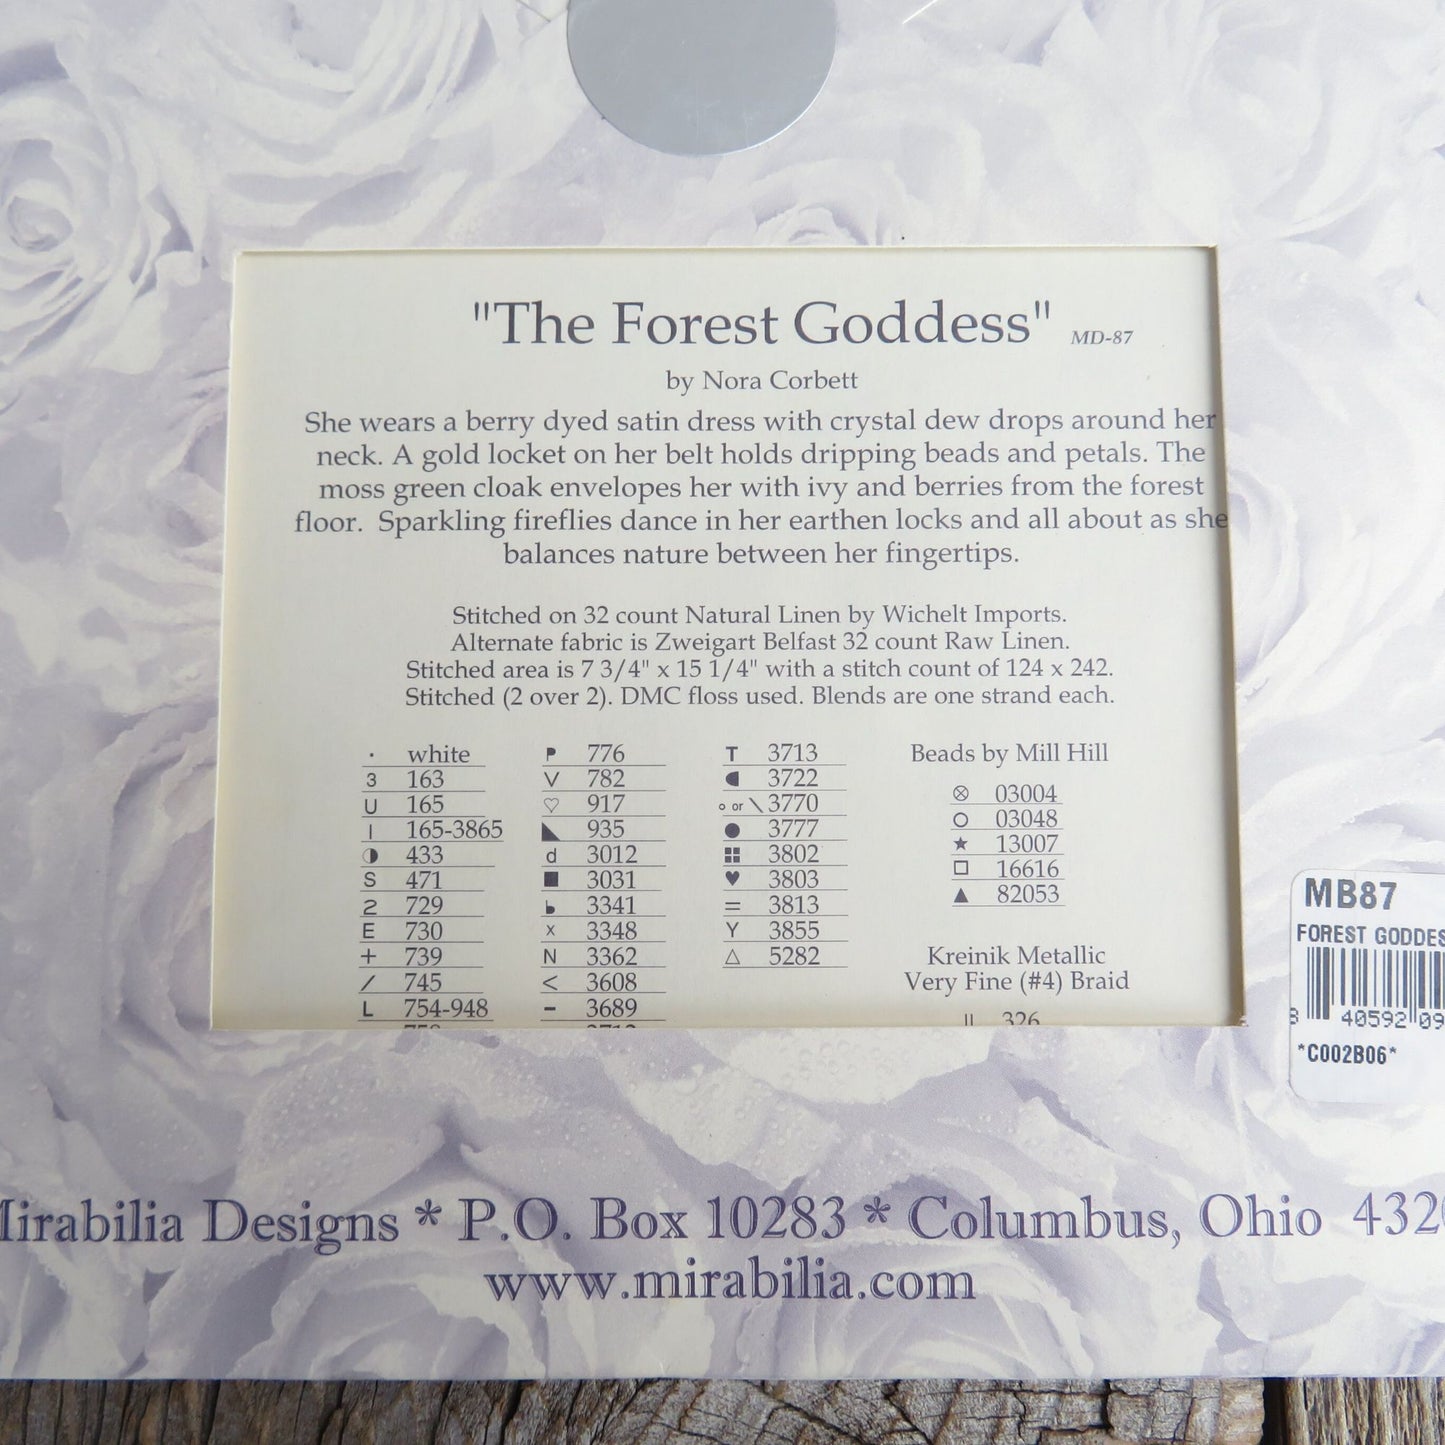 "The Forest Goddess" MD-87
by Nora Corbett
She wears a berry dyed satin dress with crystal dew drops around her
neck. A gold locket on her belt holds dripping beads and petals. The
moss green cloak envelopes her with ivy and berries from the forest
floor. Sparkling fireflies dance in her earthen locks and all about as she
balances nature between her fingertips.
Stitched on 32 count Natural Linen by Wichelt Imports.
Alternate fabric is Zweigart Belfast 32 count Raw Linen.
Stitched area is 7 3/4" x 15 1/4" with a stitch count of 124 x 242.
Stitched (2 over 2). DMC floss used. Blends are one strand each.
· white
3 163
U 165
| 165-3865
◑ 433
S 471
2 729
E 730
+ 739
/ 745
L 754-948
P 776
V 782
♡ 917
◣ 935
d 3012
■ 3031
3341
x 3348
N 3362
< 3608
- 3689
T 3713
3722
o or \ 3770
● 3777
3802
♥ 3803
= 3813
Y 3855
△ 5282
Beads by Mill Hill
⊗ 03004
○ 03048
★ 13007
□ 16616
▲ 82053
Kreinik Metallic
Very Fine (#4) Braid
|| 326
MB87
FOREST GODDES
8 40592 09
*C002B06*
Mirabilia Designs * P.O. Box 10283 * Columbus, Ohio 432
www.mirabilia.com